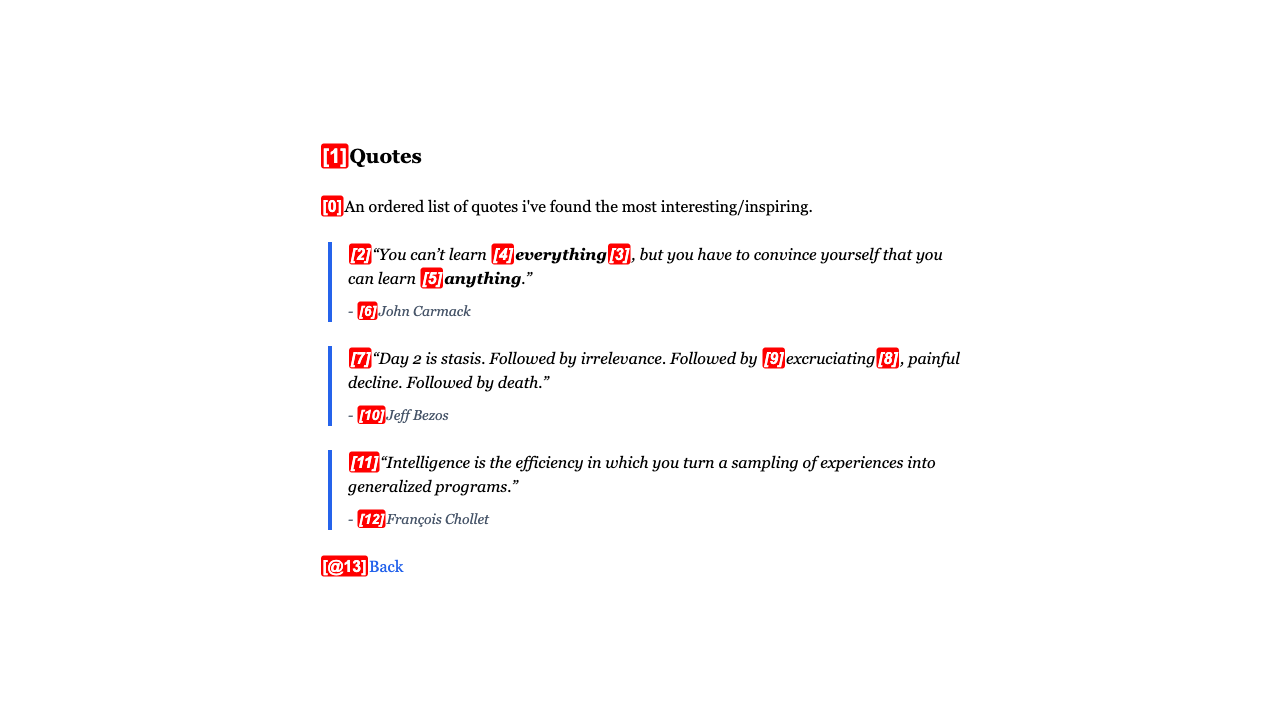 [1]Quotes
[0]An ordered list of quotes i've found the most interesting/inspiring.
[2]“You can’t learn [4]everything[3], but you have to convince yourself that you
can learn [5]anything.”
- [6]John Carmack
[7]“Day 2 is stasis. Followed by irrelevance. Followed by [9]excruciating[8], painful
decline. Followed by death.”
- [10]Jeff Bezos
[11]“Intelligence is the efficiency in which you turn a sampling of experiences into
generalized programs.”
- [12]François Chollet
[@13]Back